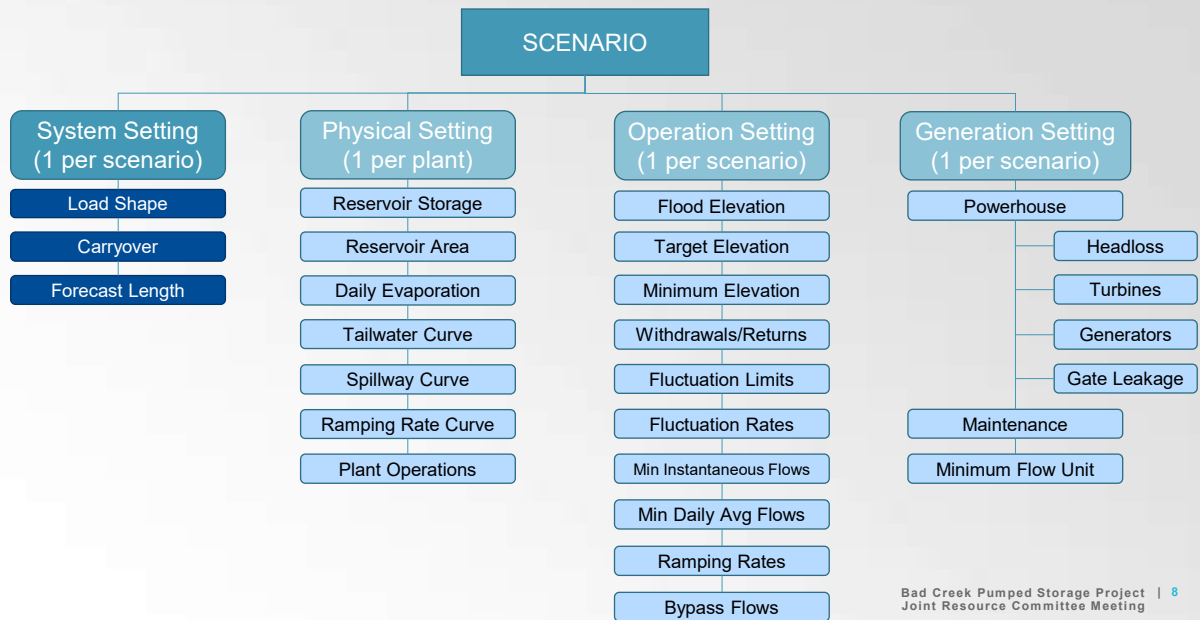 SCENARIO
System Setting
(1 per scenario)
Load Shape
Carryover
Forecast Length
Physical Setting
(1 per plant)
Reservoir Storage
Reservoir Area
Daily Evaporation
Tailwater Curve
Spillway Curve
Ramping Rate Curve
Plant Operations
Operation Setting
(1 per scenario)
Flood Elevation
Target Elevation
Minimum Elevation
Withdrawals/Returns
Fluctuation Limits
Fluctuation Rates
Min Instantaneous Flows
Min Daily Avg Flows
Ramping Rates
Bypass Flows
Generation Setting
(1 per scenario)
Powerhouse
Headloss
Turbines
Generators
Gate Leakage
Maintenance
Minimum Flow Unit
Bad Creek Pumped Storage Project | 8
Joint Resource Committee Meeting